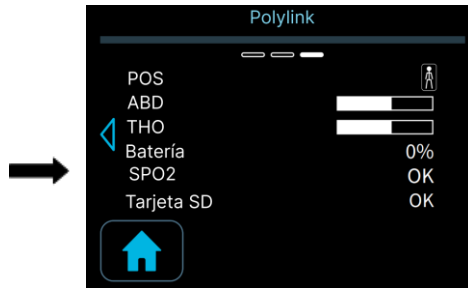 Polylink
POS
ABD
THO
Batería 0%
SPO2 OK
Tarjeta SD OK